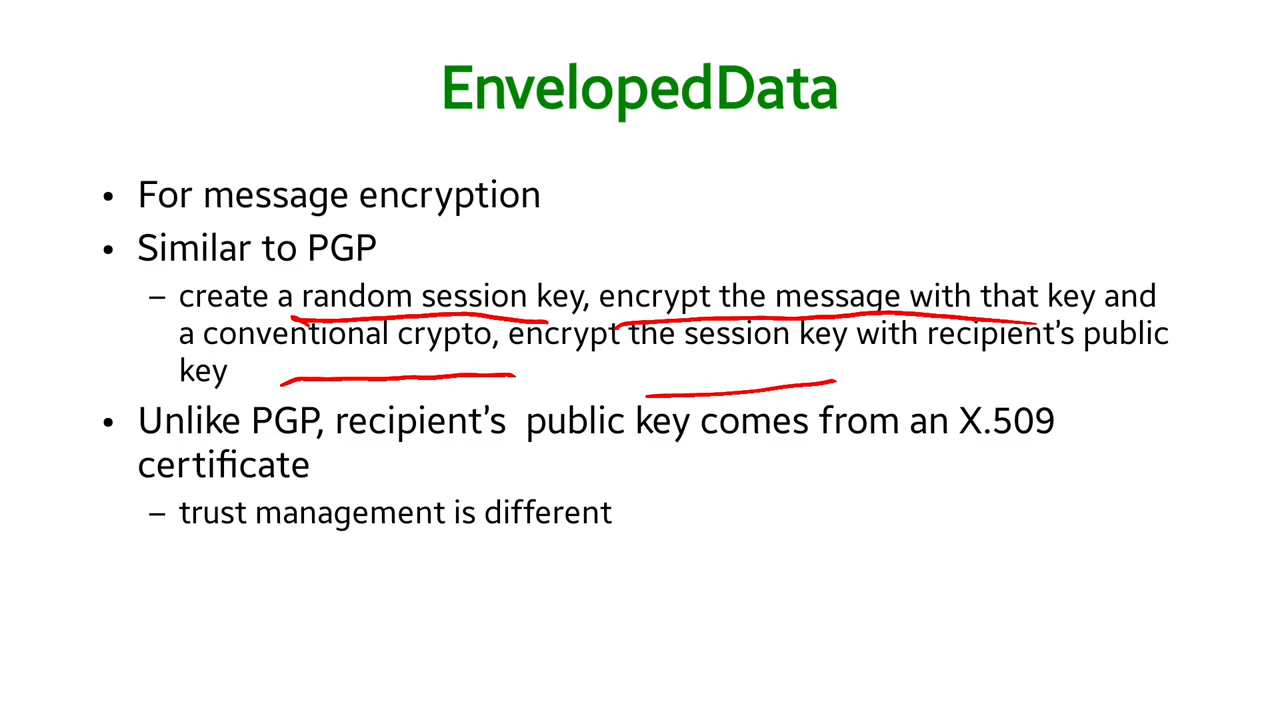 EnvelopedData
• For message encryption
• Similar to PGP
– create a random session key, encrypt the message with that key and
a conventional crypto, encrypt the session key with recipient's public
key
• Unlike PGP, recipient's  public key comes from an X.509
certificate
– trust management is different